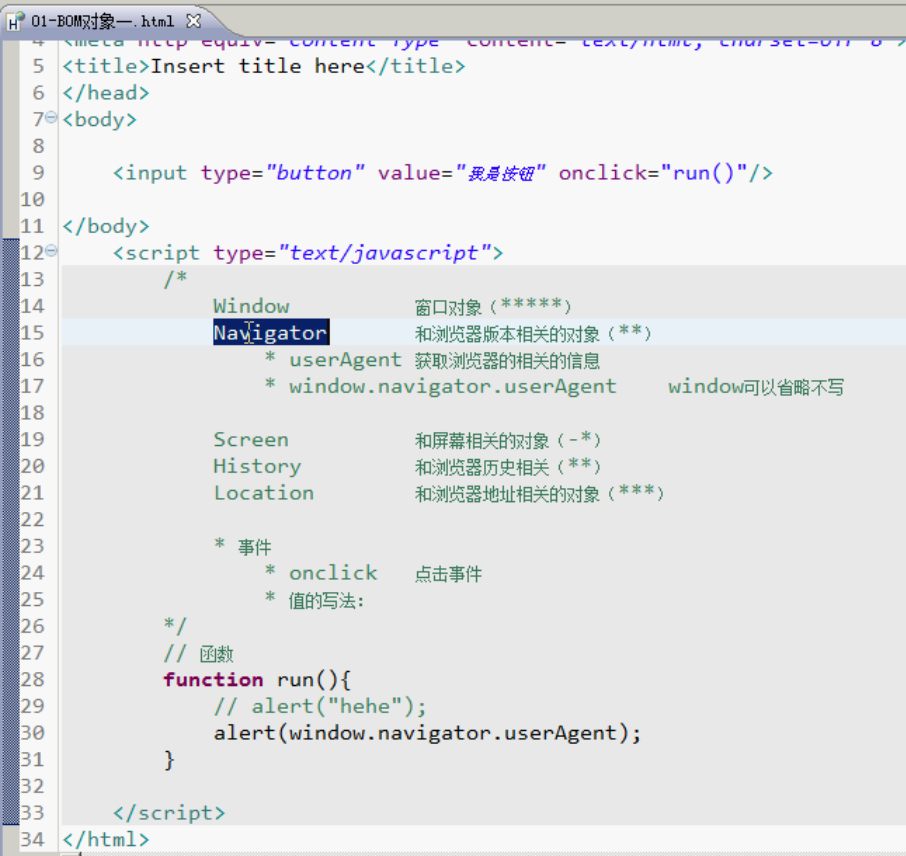 01-BOM对象一.html
4 <meta http-equiv="Content-Type" content="text/html; charset=UTF-8">
5 <title>Insert title here</title>
6 </head>
7 <body>
8
9 <input type="button" value="我是按钮" onclick="run()"/>
10
11 </body>
12 <script type="text/javascript">
13 /*
14 Window 窗口对象（*****）
15 Navigator 和浏览器版本相关的对象（**）
16 * userAgent 获取浏览器的相关的信息
17 * window.navigator.userAgent window可以省略不写
18
19 Screen 和屏幕相关的对象（-*）
20 History 和浏览器历史相关（**）
21 Location 和浏览器地址相关的对象（***）
22
23 * 事件
24 * onclick 点击事件
25 * 值的写法:
26 */
27 // 函数
28 function run(){
29 // alert("hehe");
30 alert(window.navigator.userAgent);
31 }
32
33 </script>
34 </html>